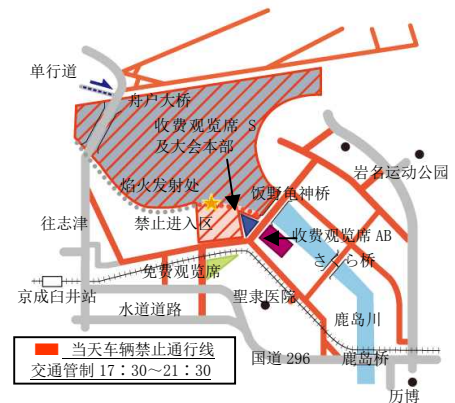 单行道
舟户大桥
收费观览席 S
及大会本部
岩名运动公园
焰火发射处
饭野竜神桥
往志津
禁止进入区
收费观览席 AB
さくら桥
免费观览席
京成臼井站
水道道路
聖隶医院
鹿岛川
当天车辆禁止通行线
交通管制 17：30～21：30
国道 296
鹿岛桥
历博